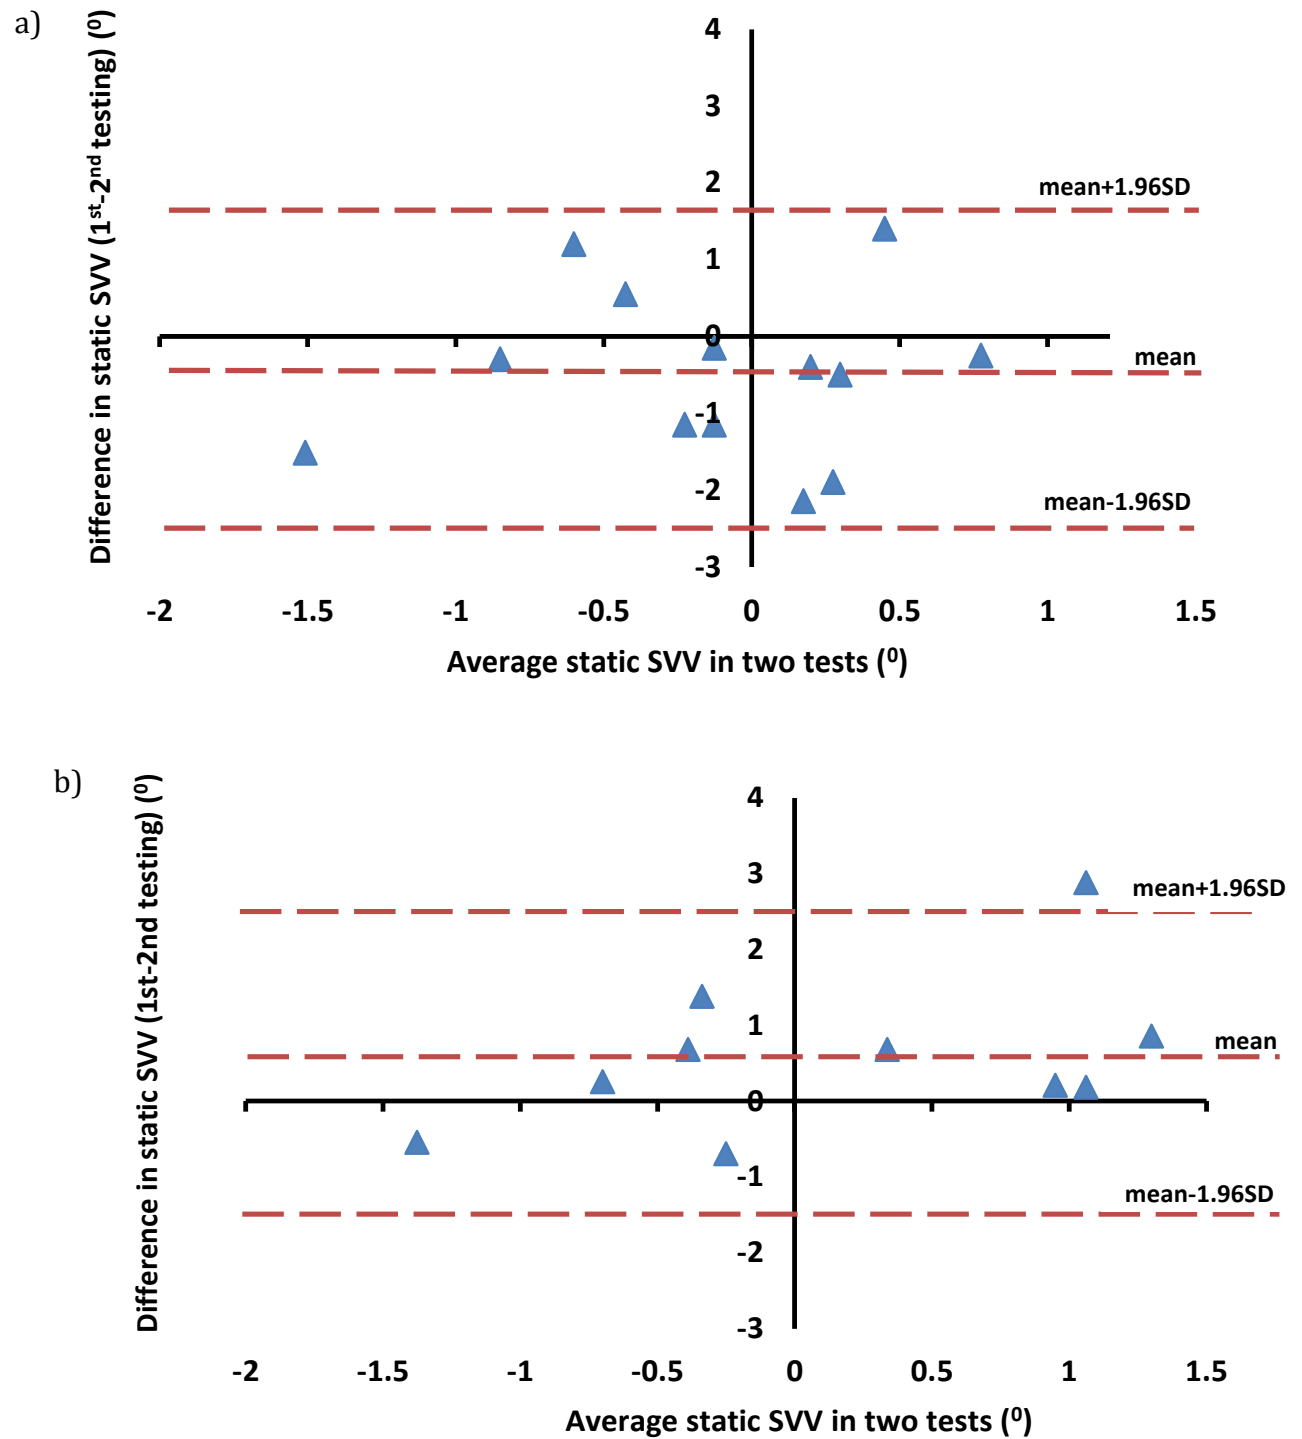 a)
Difference in static SVV (1st-2nd testing) (0)
4
3
2
mean+1.96SD
1
0
mean
-1
-2
mean-1.96SD
-3
-2 -1.5 -1 -0.5 0 0.5 1 1.5
Average static SVV in two tests (0)
b)
Difference in static SVV (1st-2nd testing) (0)
4
3
mean+1.96SD
2
1
mean
0
-1
mean-1.96SD
-2
-3
-2 -1.5 -1 -0.5 0 0.5 1 1.5
Average static SVV in two tests (0)